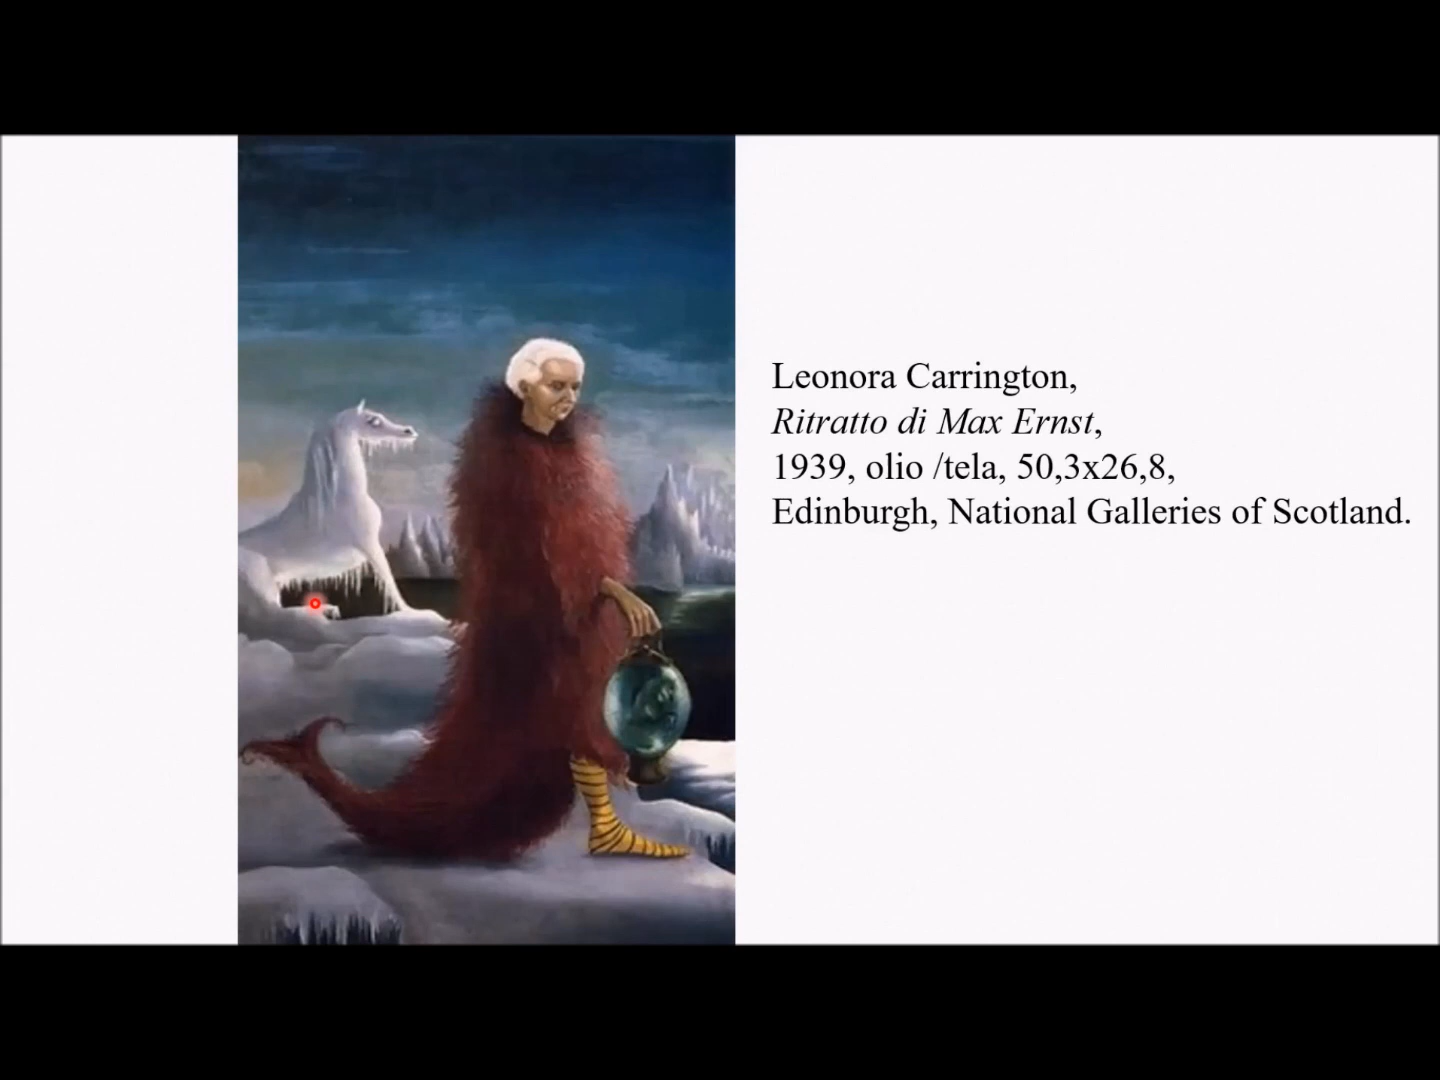 Leonora Carrington,
Ritratto di Max Ernst,
1939, olio /tela, 50,3x26,8,
Edinburgh, National Galleries of Scotland.